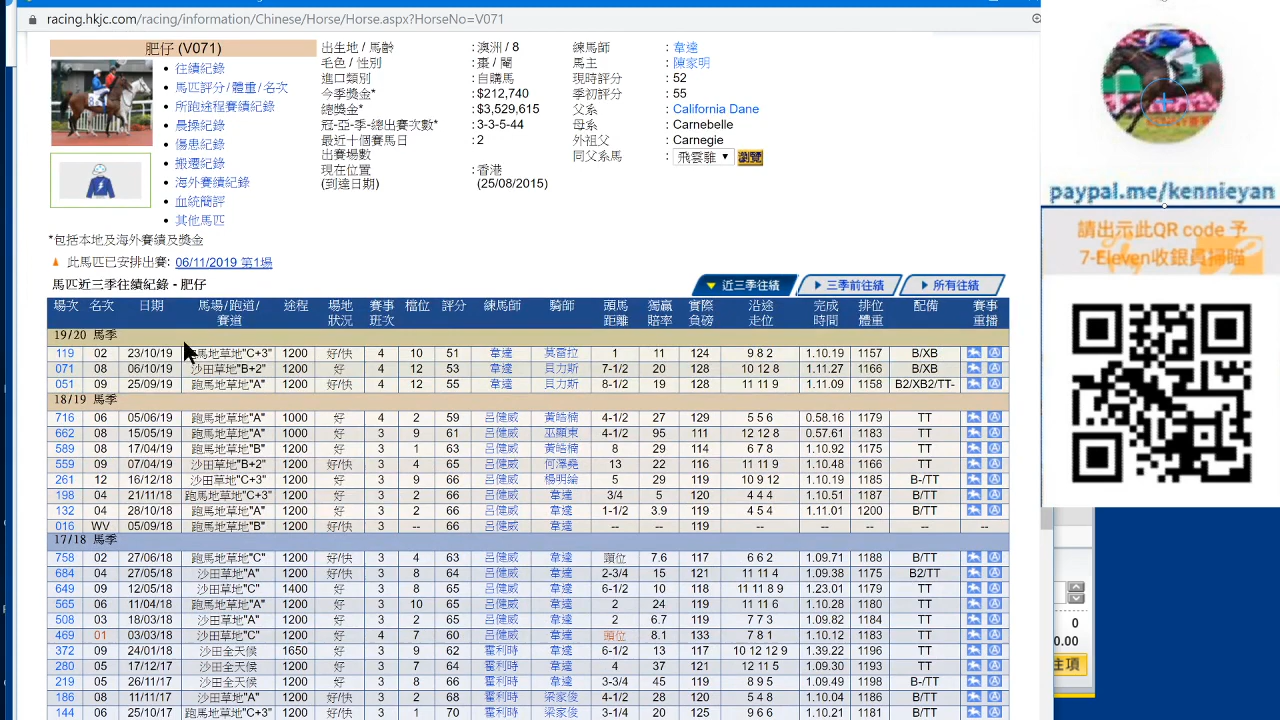 racing.hkjc.com/racing/information/Chinese/Horse/Horse.aspx?HorseNo=V071
肥仔 (V071)
往績紀錄
馬匹評分/體重/名次
所跑途程賽績紀錄
晨操紀錄
傷患紀錄
搬遷紀錄
海外賽績紀錄
血統簡評
其他馬匹
出生地 / 馬齡 : 澳洲 / 8
毛色 / 性別 : 棗 / 閹
進口類別 : 自購馬
今季獎金* : $212,740
總獎金* : $3,529,615
冠-亞-季-總出賽次數* : 3-3-5-44
最近十個賽馬日 : 2
出賽場數
現在位置 : 香港
(到達日期) (25/08/2015)
練馬師 : 韋達
馬主 : 陳家明
現時評分 : 52
季初評分 : 55
父系 : California Dane
母系 : Carnebelle
外祖父 : Carnegie
同父系馬 : 飛雲雞 瀏覽
*包括本地及海外賽績及獎金
此馬匹已安排出賽: 06/11/2019 第1場
馬匹近三季往績紀錄 - 肥仔
近三季往績 三季前往績 所有往績
場次 名次 日期 馬場/跑道/賽道 途程 場地狀況 賽事班次 檔位 評分 練馬師 騎師 頭馬距離 獨贏賠率 實際負磅 沿途走位 完成時間 排位體重 配備 賽事重播
19/20 馬季
119 02 23/10/19 馬地草地"C+3" 1200 好/快 4 10 51 韋達 莫雷拉 1 11 124 9 8 2 1.10.19 1157 B/XB
071 08 06/10/19 沙田草地"B+2" 1200 好 4 12 53 韋達 貝力斯 7-1/2 20 128 10 12 8 1.11.27 1166 B/XB
051 09 25/09/19 跑馬地草地"A" 1200 好 4 12 55 韋達 貝力斯 8-1/2 19 128 11 11 9 1.11.09 1158 B2/XB2/TT-
18/19 馬季
716 06 05/06/19 跑馬地草地"A" 1000 好 4 2 59 呂健威 黃皓楠 4-1/2 27 129 5 5 6 0.58.16 1179 TT
662 08 15/05/19 跑馬地草地"A" 1000 好 3 9 61 呂健威 巫顯東 4-1/2 95 111 12 12 8 0.57.61 1183 TT
589 08 17/04/19 跑馬地草地"B" 1200 好 3 1 63 呂健威 黃皓楠 8 29 114 6 7 8 1.10.92 1175 TT
559 09 07/04/19 沙田草地"B+2" 1200 好/快 3 4 65 呂健威 何澤堯 13 22 116 11 11 9 1.10.48 1166 TT
261 12 16/12/18 沙田草地"C+3" 1200 好 3 9 66 呂健威 楊明綸 5 29 119 10 9 12 1.10.19 1185 B-/TT
198 04 21/11/18 跑馬地草地"C+3" 1200 好 3 2 66 呂健威 韋達 3/4 5 120 4 4 4 1.10.51 1187 B/TT
132 04 28/10/18 跑馬地草地"A" 1200 好 3 2 66 呂健威 韋達 1-1/2 3.9 119 4 5 4 1.11.01 1200 B/TT
016 WV 05/09/18 跑馬地草地"B" 1200 好/快 3 -- 66 呂健威 韋達 -- -- 119 -- -- -- -- --
17/18 馬季
758 02 27/06/18 跑馬地草地"C" 1200 好/快 3 4 63 呂健威 韋達 頭位 7.6 117 6 6 2 1.09.71 1188 B/TT
684 04 27/05/18 沙田草地"A" 1200 好/快 3 8 64 呂健威 韋達 2-3/4 15 121 11 11 4 1.09.38 1175 B2/TT
649 09 12/05/18 沙田草地"C" 1400 好 3 8 65 呂健威 韋達 6-1/2 10 118 11 11 8 9 1.23.01 1179 TT
565 06 11/04/18 跑馬地草地"A" 1200 好 3 10 65 呂健威 韋達 2 24 119 11 11 6 1.10.28 1180 TT
508 03 18/03/18 沙田草地"A" 1200 好 3 2 65 呂健威 韋達 2 6.7 119 7 7 3 1.09.82 1184 TT
469 01 03/03/18 沙田草地"C" 1200 好 4 7 60 呂健威 韋達 頭位 8.1 133 7 8 1 1.10.12 1183 TT
372 09 24/01/18 沙田全天候 1650 好 3 9 62 霍利時 韋達 6-1/2 13 117 10 12 12 9 1.39.22 1196 TT
280 05 17/12/17 沙田全天候 1200 好 3 7 64 霍利時 韋達 4 37 121 12 11 5 1.09.30 1193 TT
219 05 26/11/17 沙田全天候 1200 好 3 8 66 霍利時 韋達 3-3/4 45 119 8 9 5 1.09.49 1198 B-/TT
186 08 11/11/17 沙田草地"A" 1200 好/快 3 2 68 霍利時 梁家俊 4-1/2 28 120 5 4 8 1.10.04 1186 B/TT
144 06 25/10/17 跑馬地草地"C+3" 1200 好 3 1 70 霍利時 梁家俊 3-1/4 20 125 9 6 6 1.10.21 1181 B/TT
paypal.me/kennieyan
請出示此QR code 予
7-Eleven收銀員掃瞄
0
0.00
主項